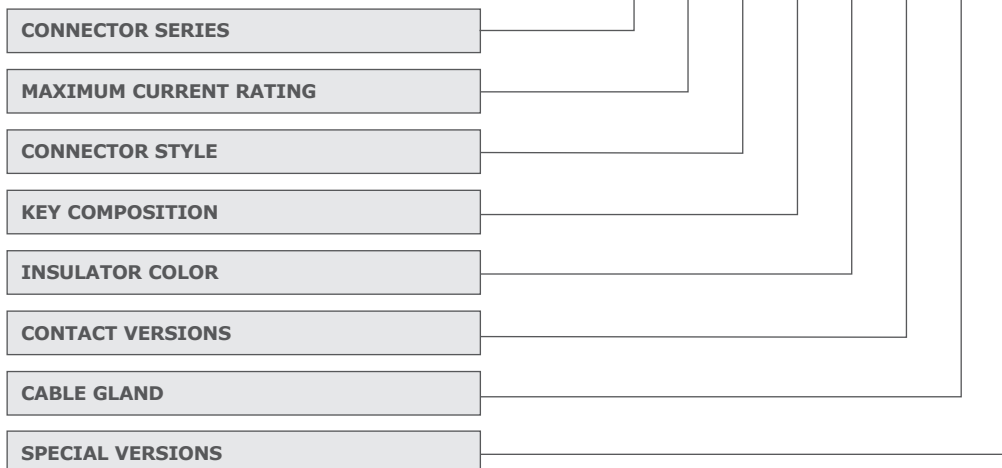 CONNECTOR SERIES
MAXIMUM CURRENT RATING
CONNECTOR STYLE
KEY COMPOSITION
INSULATOR COLOR
CONTACT VERSIONS
CABLE GLAND
SPECIAL VERSIONS